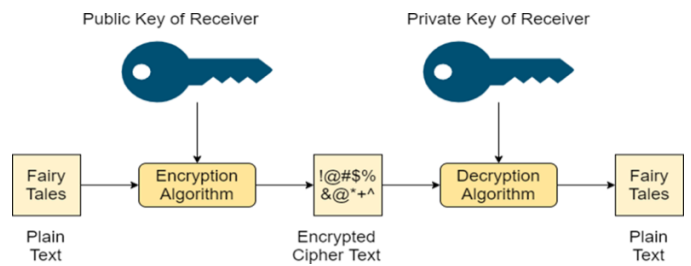 Public Key of Receiver
Private Key of Receiver
Fairy
Tales
Encryption
Algorithm
!@#$%
&@*+^
Decryption
Algorithm
Fairy
Tales
Plain
Text
Encrypted
Cipher Text
Plain
Text